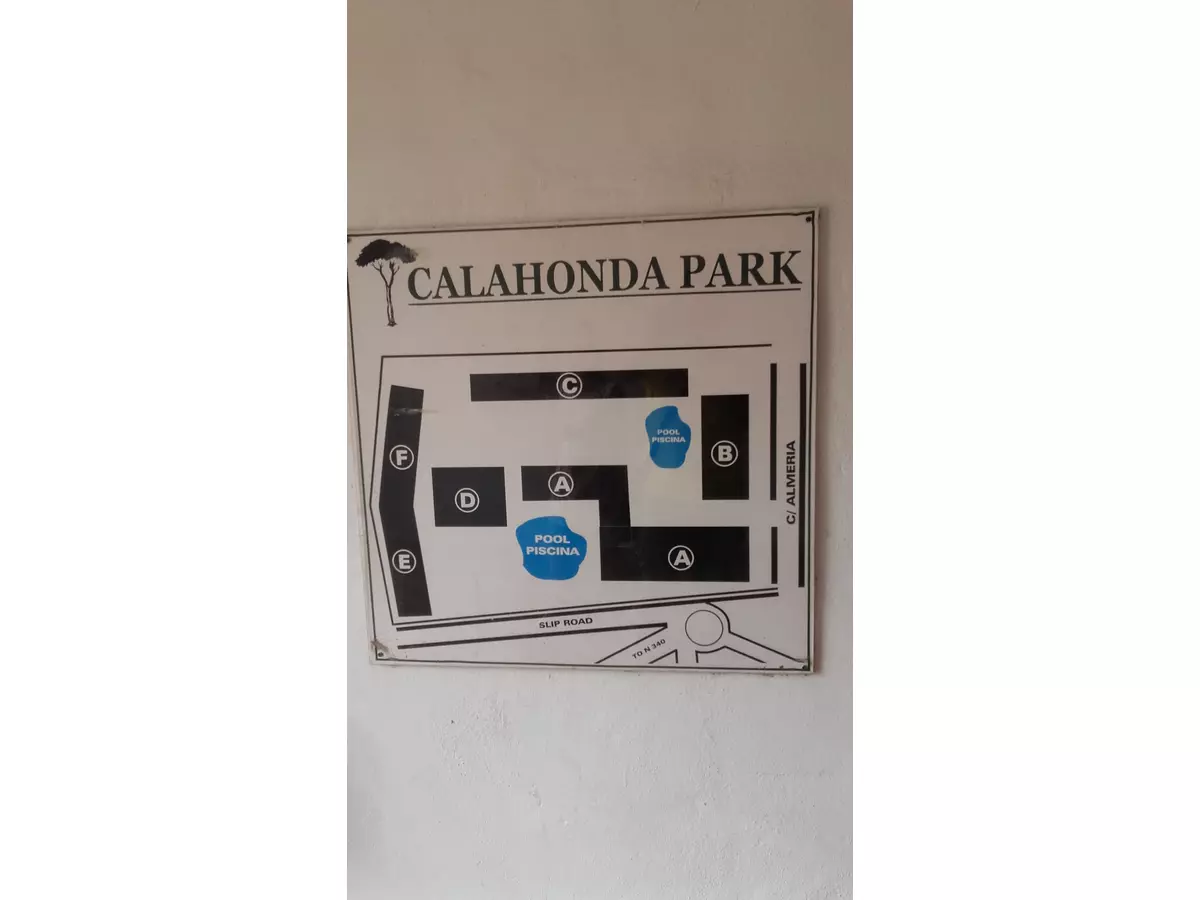 CALAHONDA PARK
C
POOL
PISCINA
B
F
D
A
C/ ALMERIA
POOL
PISCINA
A
E
SLIP ROAD
TO N 340